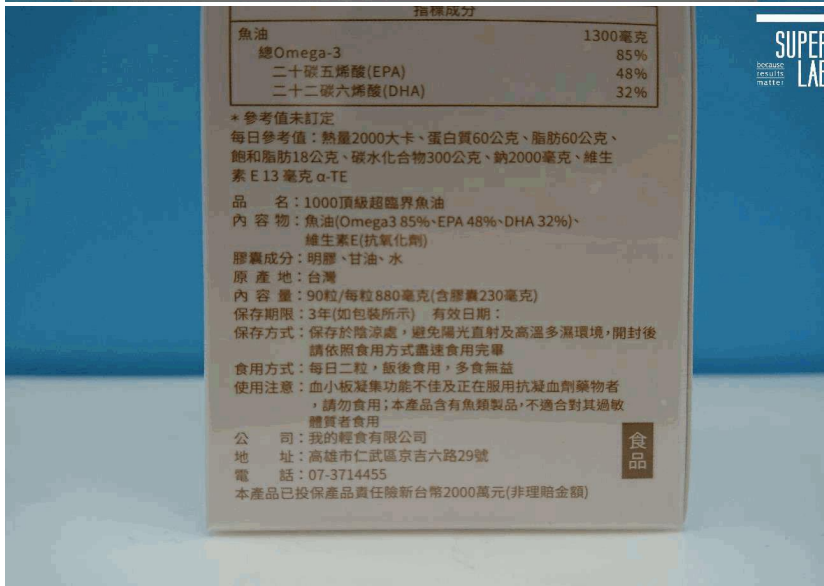 指標成分
魚油 1300毫克
總Omega-3 85%
二十碳五烯酸(EPA) 48%
二十二碳六烯酸(DHA) 32%
＊參考值未訂定
每日參考值：熱量2000大卡、蛋白質60公克、脂肪60公克、
飽和脂肪18公克、碳水化合物300公克、鈉2000毫克、維生
素 E 13 毫克 α-TE
品 名：1000頂級超臨界魚油
內 容 物：魚油(Omega3 85%、EPA 48%、DHA 32%)、
維生素E(抗氧化劑)
膠囊成分：明膠、甘油、水
原 產 地：台灣
內 容 量：90粒/每粒880毫克(含膠囊230毫克)
保存期限：3年(如包裝所示) 有效日期：
保存方式：保存於陰涼處，避免陽光直射及高溫多濕環境，開封後
請依照食用方式盡速食用完畢
食用方式：每日二粒，飯後食用，多食無益
使用注意：血小板凝集功能不佳及正在服用抗凝血劑藥物者
，請勿食用；本產品含有魚類製品，不適合對其過敏
體質者食用
公 司：我的輕食有限公司
地 址：高雄市仁武區京吉六路29號
電 話：07-3714455
本產品已投保產品責任險新台幣2000萬元(非理賠金額)
食品
SUPER
LAB
because
results
matter